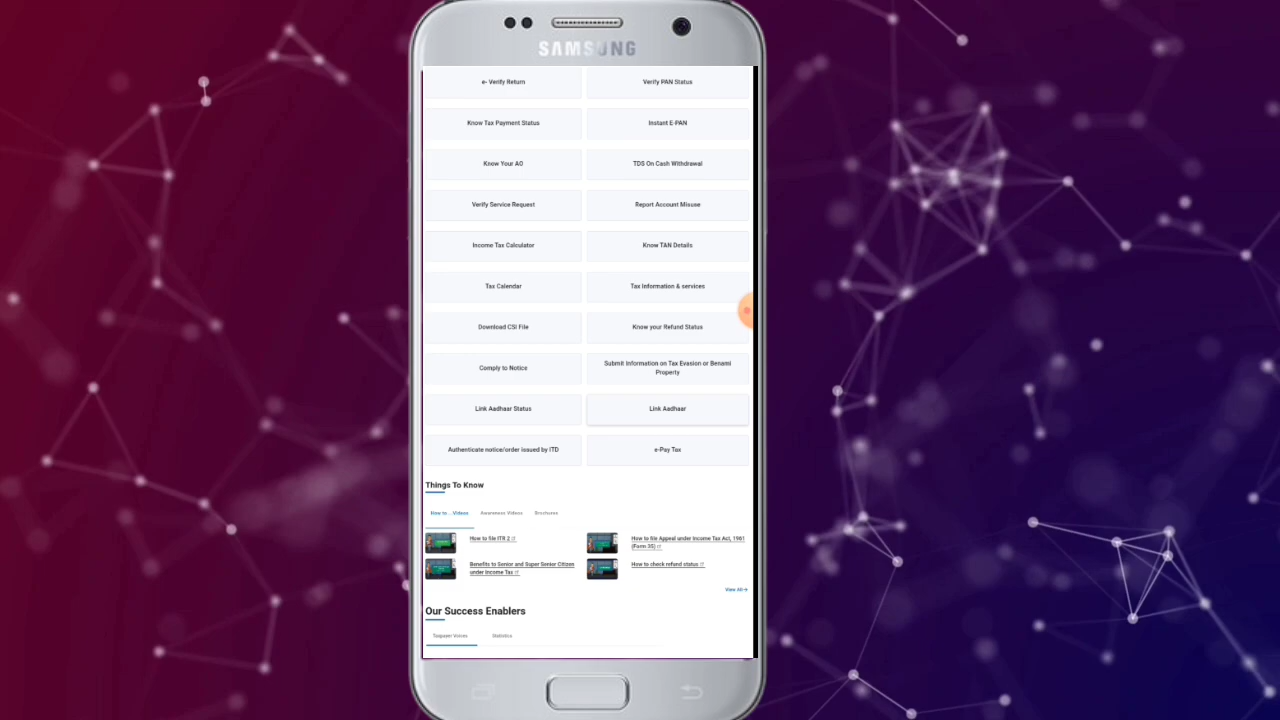 SAMSUNG
e- Verify Return
Verify PAN Status
Know Tax Payment Status
Instant E-PAN
Know Your AO
TDS On Cash Withdrawal
Verify Service Request
Report Account Misuse
Income Tax Calculator
Know TAN Details
Tax Calendar
Tax Information & services
Download CSI File
Know your Refund Status
Comply to Notice
Submit Information on Tax Evasion or Benami
Property
Link Aadhaar Status
Link Aadhaar
Authenticate notice/order issued by ITD
e-Pay Tax
Things To Know
How to ...Videos
Awareness Videos
Brochures
How to file ITR 2
How to file Appeal under Income Tax Act, 1961
(Form 35)
Benefits to Senior and Super Senior Citizen
under Income Tax
How to check refund status
View All
Our Success Enablers
Taxpayer Voices
Statistics